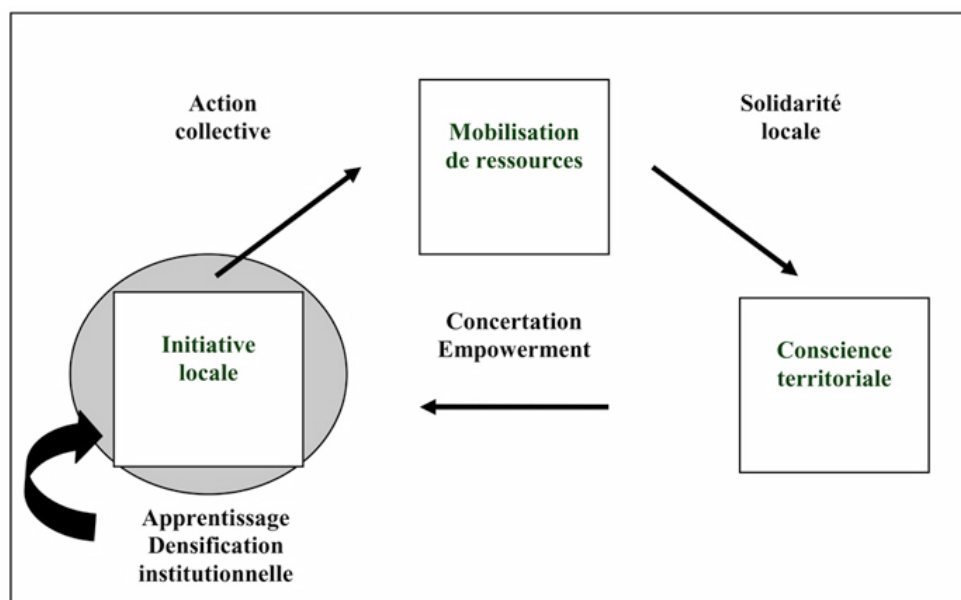 Action
collective
Mobilisation
de ressources
Solidarité
locale
Initiative
locale
Concertation
Empowerment
Conscience
territoriale
Apprentissage
Densification
institutionnelle